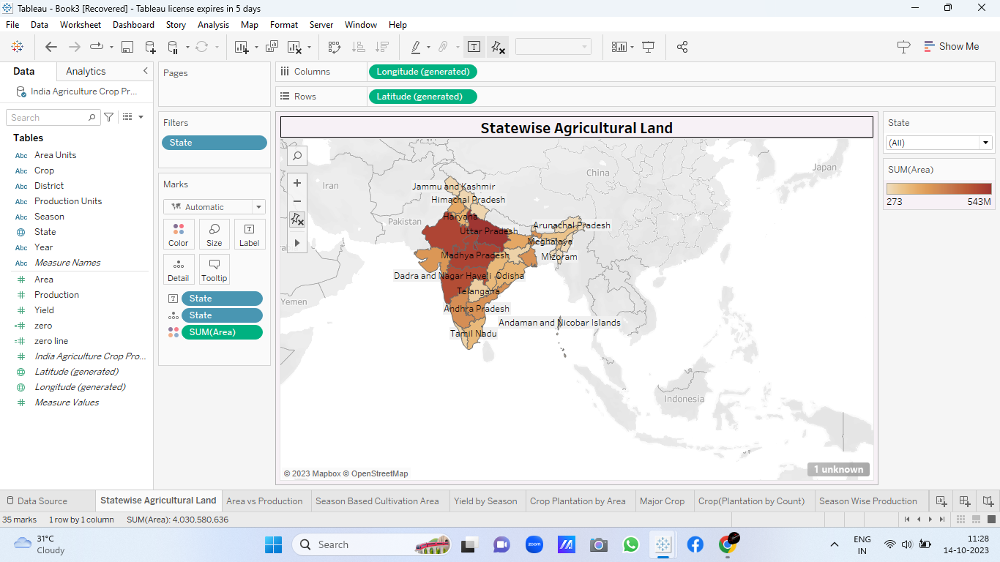 Tableau - Book3 [Recovered] - Tableau license expires in 5 days
File Data Worksheet Dashboard Story Analysis Map Format Server Window Help
Show Me
Data Analytics
India Agriculture Crop Pr...
Search
Tables
Abc Area Units
Abc Crop
Abc District
Abc Production Units
Abc Season
State
Abc Year
Abc Measure Names
Area
Production
Yield
zero
zero line
India Agriculture Crop Pro...
Latitude (generated)
Longitude (generated)
Measure Values
Pages
Filters
State
Marks
Automatic
Color Size Label
Detail Tooltip
State
State
SUM(Area)
Columns Longitude (generated)
Rows Latitude (generated)
Statewise Agricultural Land
Iran
China
Japan
Pakistan
Yemen
Indonesia
Jammu and Kashmir
Himachal Pradesh
Haryana
Uttar Pradesh
Arunachal Pradesh
Meghalaya
Madhya Pradesh
Mizoram
Dadra and Nagar Haveli
Odisha
Telangana
Andhra Pradesh
Andaman and Nicobar Islands
Tamil Nadu
© 2023 Mapbox © OpenStreetMap
1 unknown
State
(All)
SUM(Area)
273 543M
Data Source Statewise Agricultural Land Area vs Production Season Based Cultivation Area Yield by Season Crop Plantation by Area Major Crop Crop(Plantation by Count) Season Wise Production
35 marks 1 row by 1 column SUM(Area): 4,030,580,636
31°C
Cloudy
Search
zoom
ENG
IN
11:28
14-10-2023